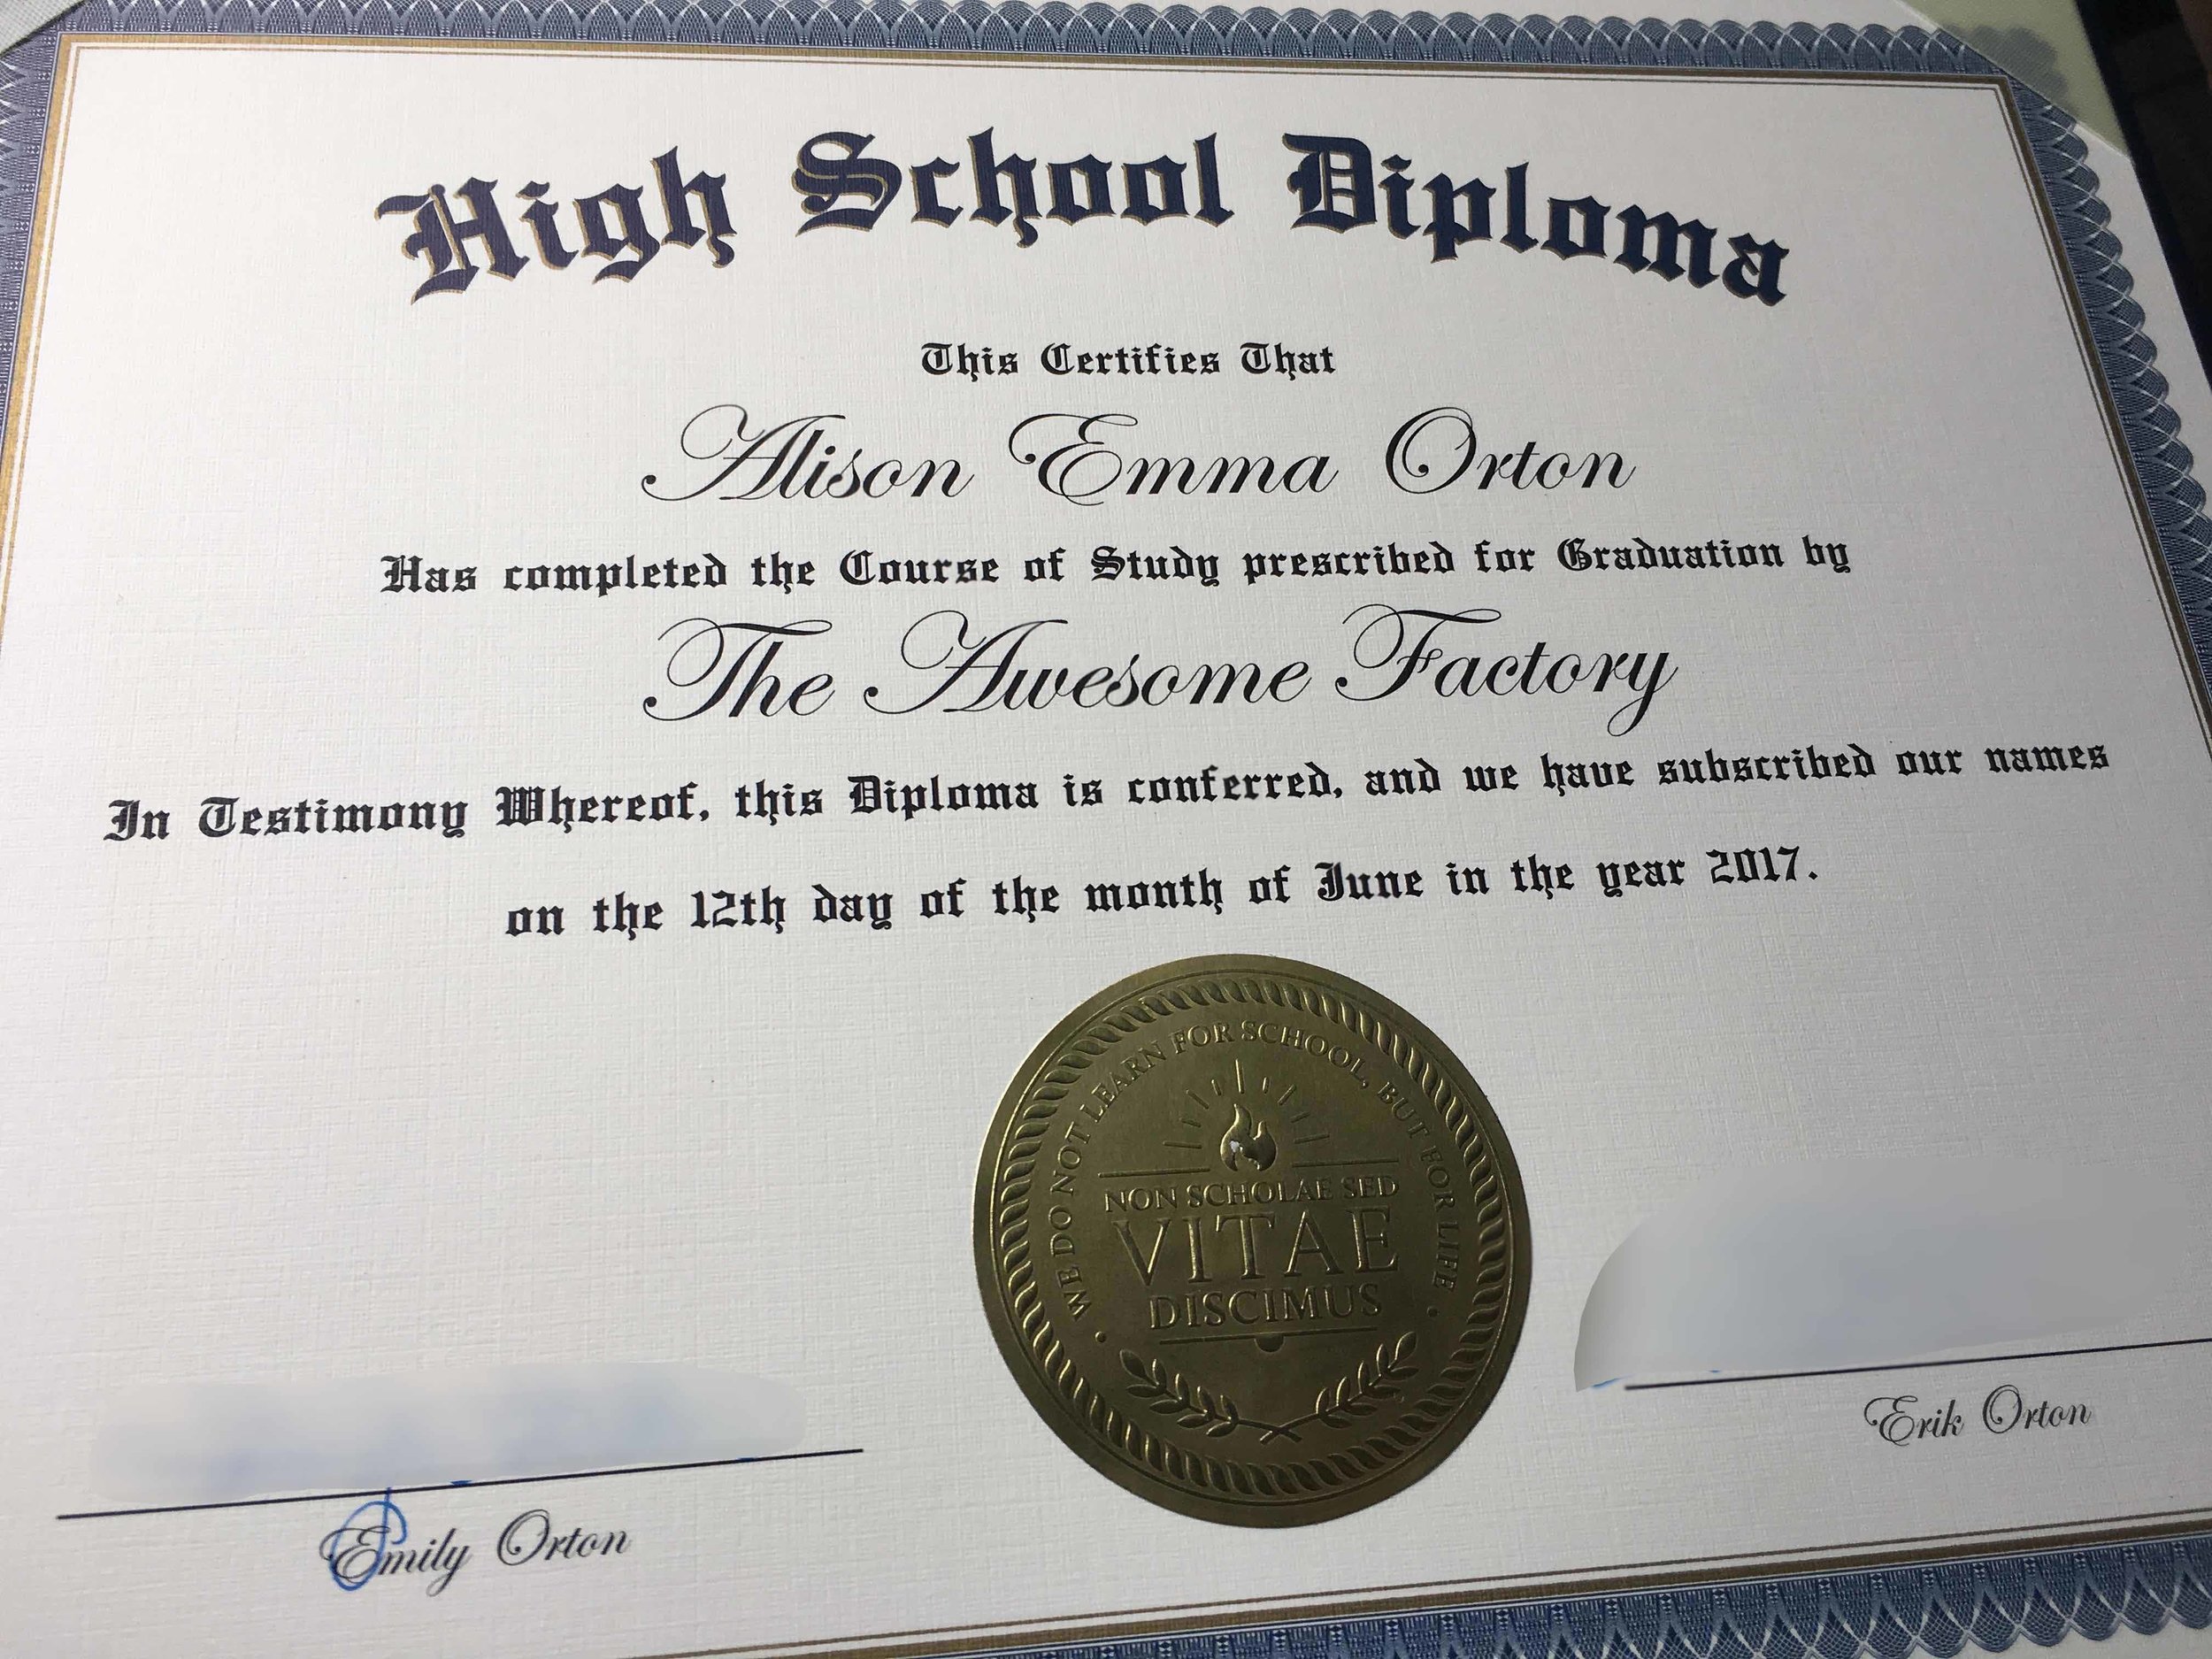 High School Diploma
This Certifies That
Alison Emma Orton
Has completed the Course of Study prescribed for Graduation by
The Awesome Factory
In Testimony Whereof, this Diploma is conferred, and we have subscribed our names
on the 12th day of the month of June in the year 2017.
WE DO NOT LEARN FOR SCHOOL, BUT FOR LIFE
NON SCHOLAE SED
VITAE
DISCIMUS
Emily Orton
Erik Orton